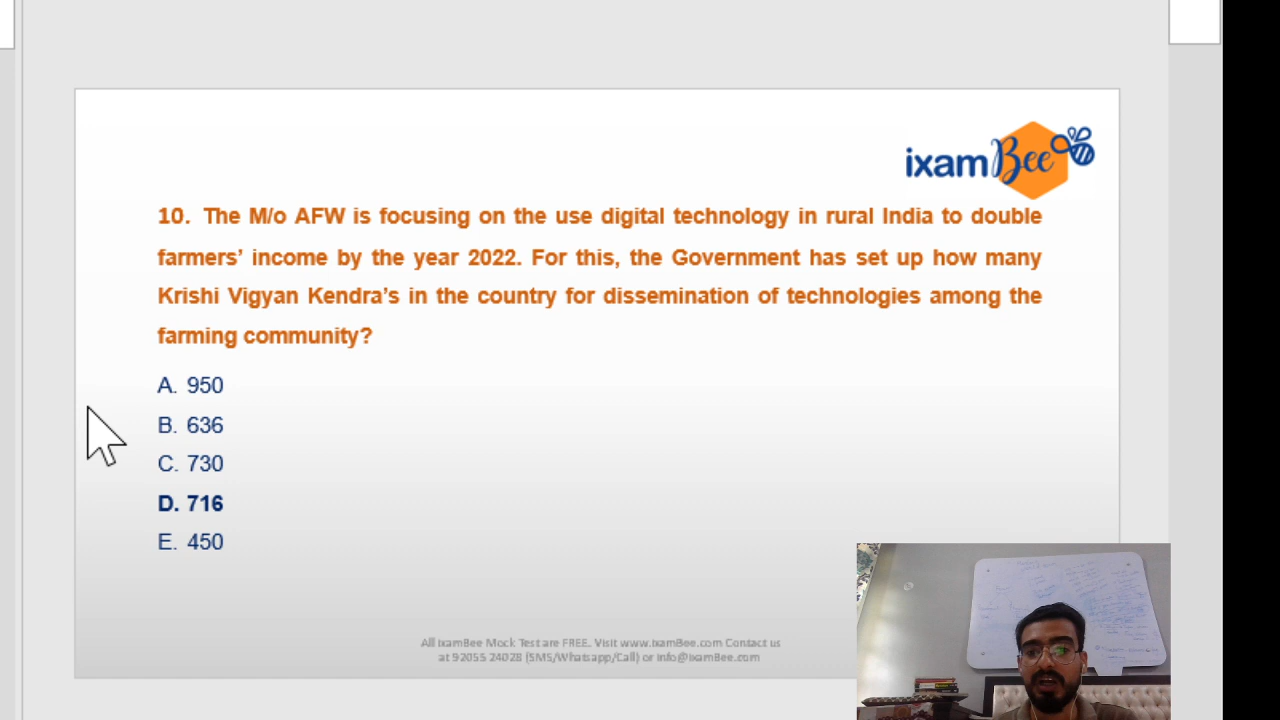 ixamBee
10. The M/o AFW is focusing on the use digital technology in rural India to double
farmers' income by the year 2022. For this, the Government has set up how many
Krishi Vigyan Kendra's in the country for dissemination of technologies among the
farming community?
A. 950
B. 636
C. 730
D. 716
E. 450
All ixamBee Mock Test are FREE. Visit www.ixamBee.com Contact us
at 92055 24028 (SMS/Whatsapp/Call) or info@ixamBee.com